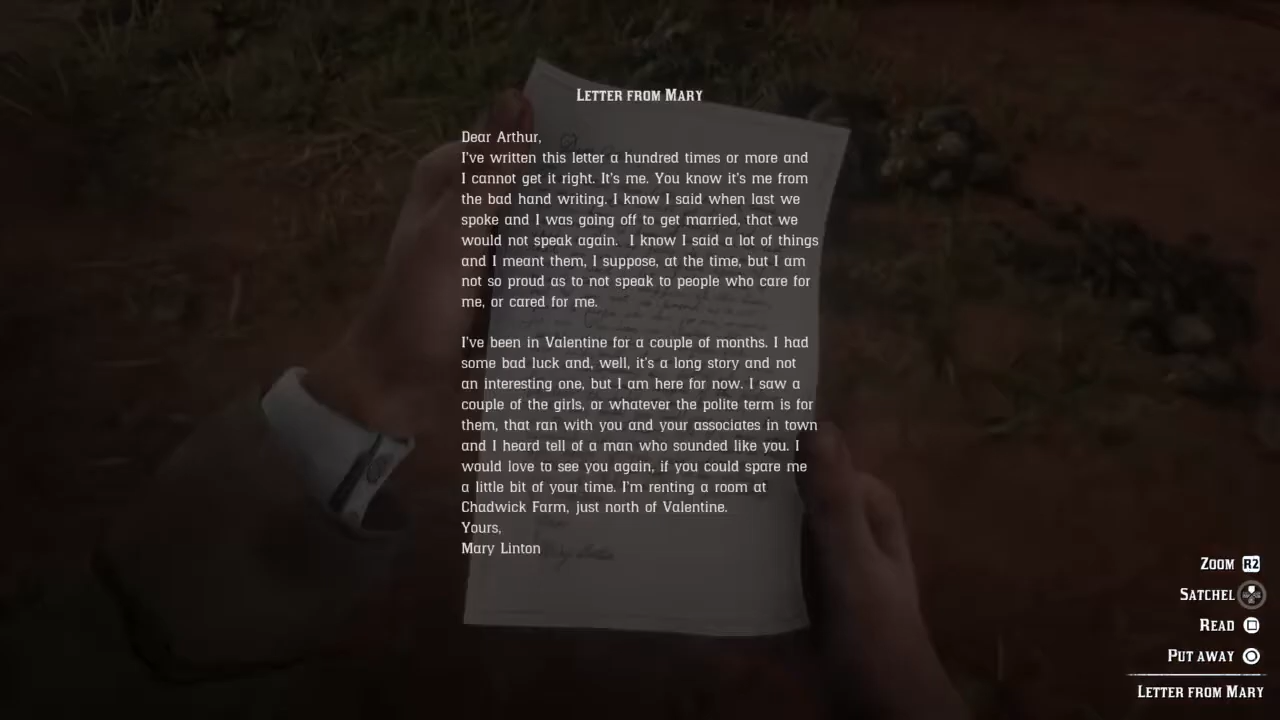 Letter from Mary
Dear Arthur,
I've written this letter a hundred times or more and
I cannot get it right. It's me. You know it's me from
the bad hand writing. I know I said when last we
spoke and I was going off to get married, that we
would not speak again.  I know I said a lot of things
and I meant them, I suppose, at the time, but I am
not so proud as to not speak to people who care for
me, or cared for me.
I've been in Valentine for a couple of months. I had
some bad luck and, well, it's a long story and not
an interesting one, but I am here for now. I saw a
couple of the girls, or whatever the polite term is for
them, that ran with you and your associates in town
and I heard tell of a man who sounded like you. I
would love to see you again, if you could spare me
a little bit of your time. I'm renting a room at
Chadwick Farm, just north of Valentine.
Yours,
Mary Linton
Zoom R2
Satchel
Read
Put away
Letter from Mary